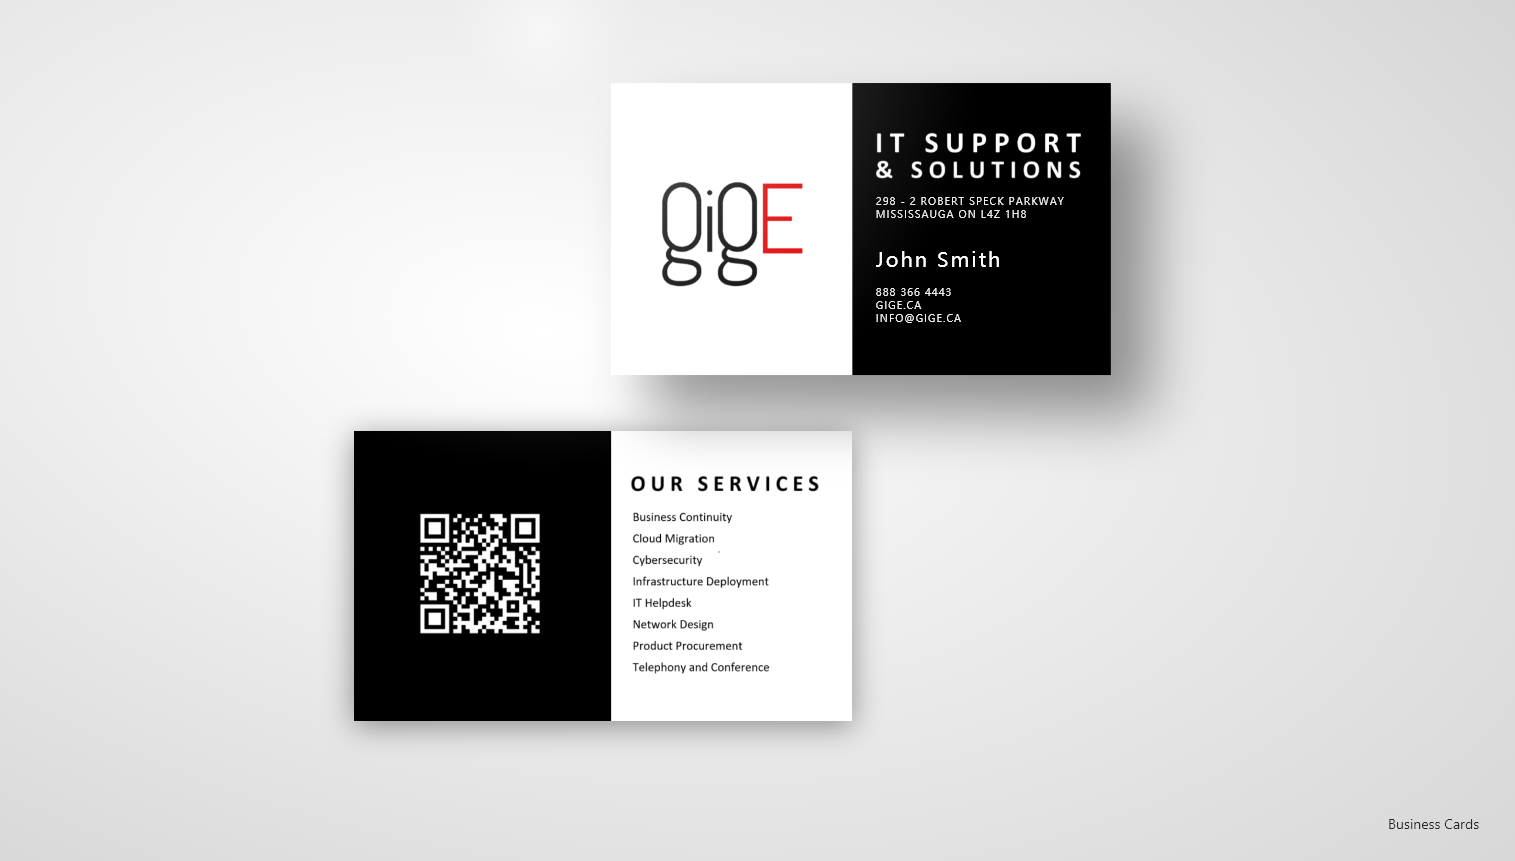 gigE
IT SUPPORT
& SOLUTIONS
298 - 2 ROBERT SPECK PARKWAY
MISSISSAUGA ON L4Z 1H8
John Smith
888 366 4443
GIGE.CA
INFO@GIGE.CA
OUR SERVICES
Business Continuity
Cloud Migration
Cybersecurity
Infrastructure Deployment
IT Helpdesk
Network Design
Product Procurement
Telephony and Conference
Business Cards